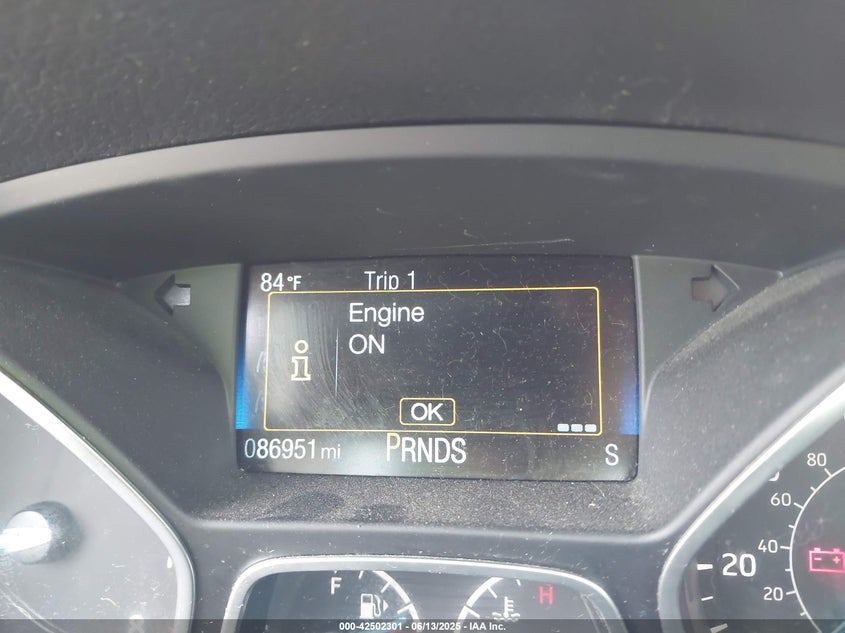 84°F Trip 1
Engine
ON
i
OK
086951 mi PRNDS S
80
60
40
20 20
F H
000-42502301 - 06/13/2025 - IAA Inc.